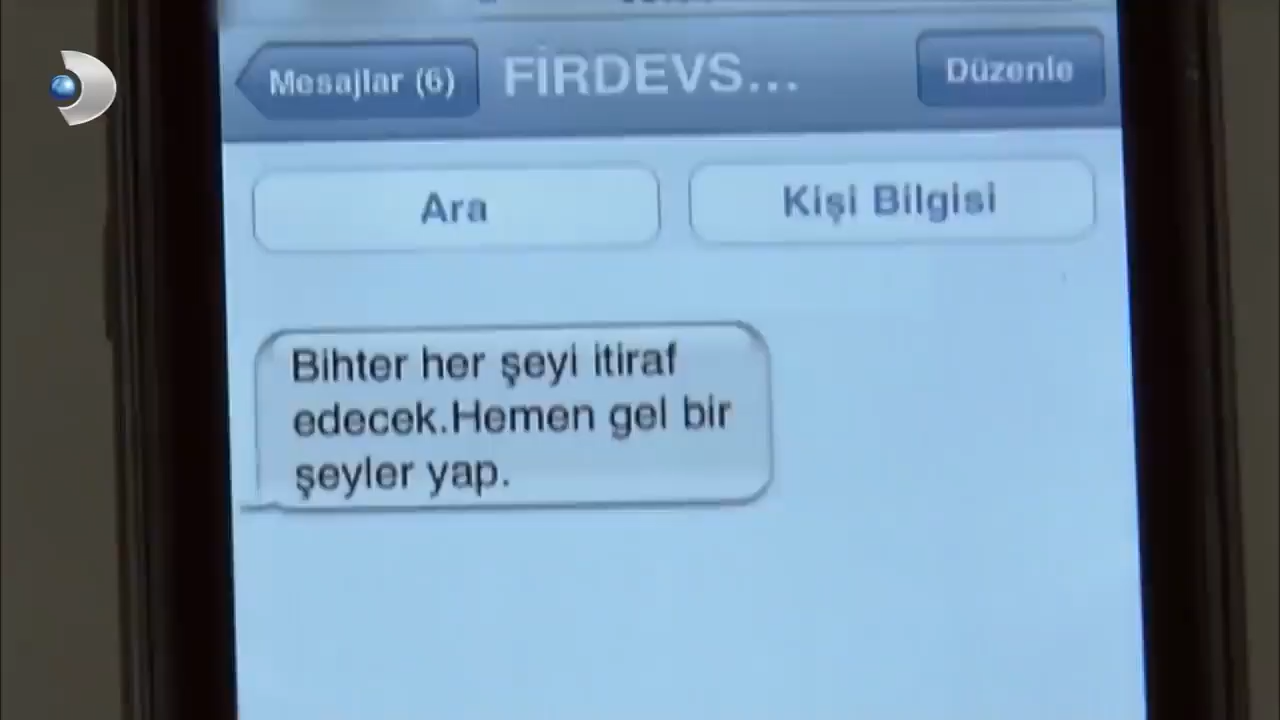 Mesajlar (6) FİRDEVS... Düzenle
Ara Kişi Bilgisi
Bihter her şeyi itiraf
edecek.Hemen gel bir
şeyler yap.